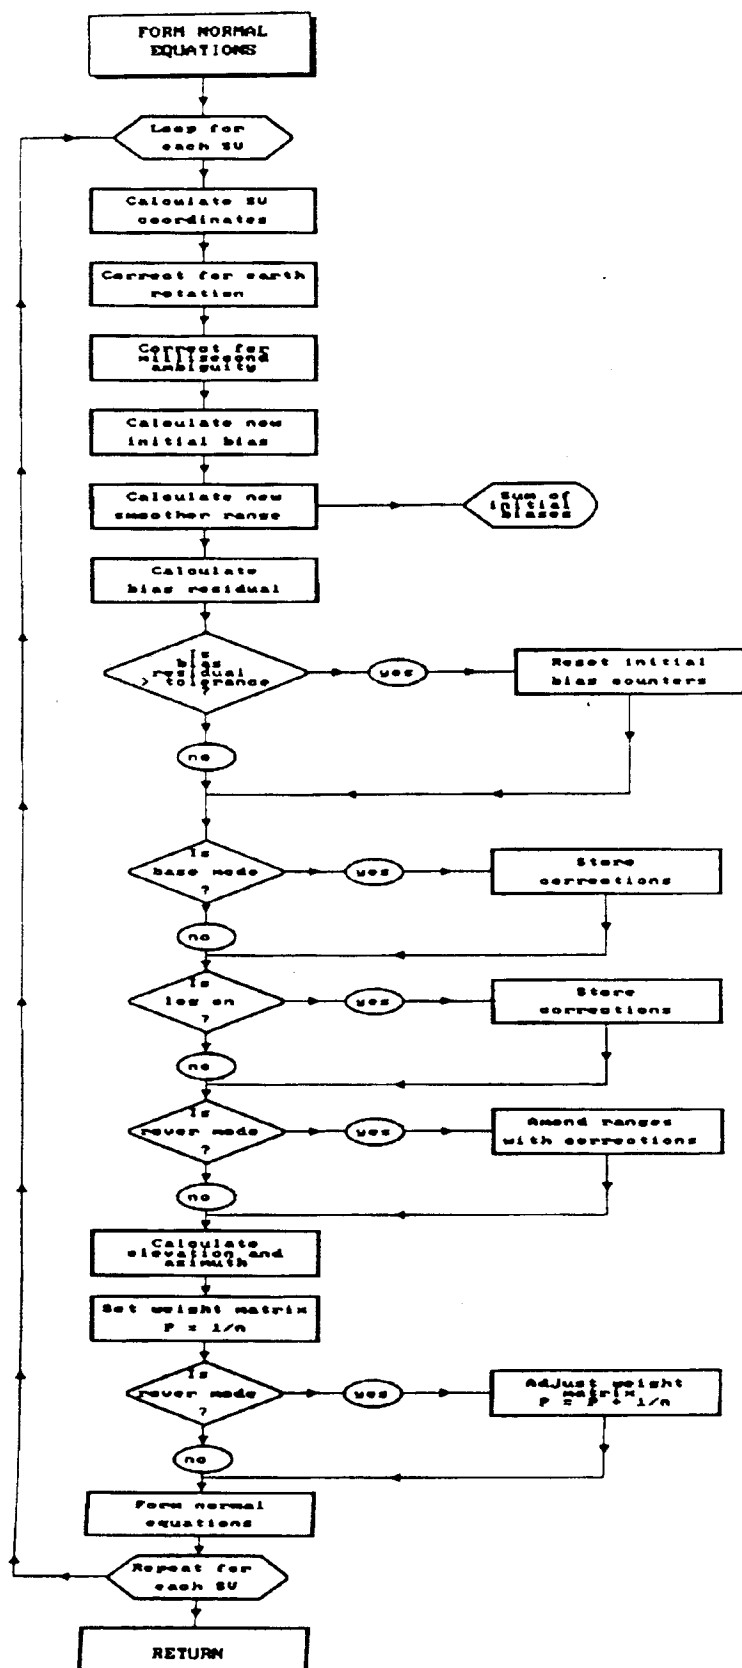 FORM NORMAL
EQUATIONS
Loop for
each SV
Calculate SV
coordinates
Correct for earth
rotation
Correct for
millisecond
ambiguity
Calculate new
initial bias
Calculate new
smoother range
Sum of
initial
biases
Calculate
bias residual
Is
bias
residual
> tolerance
?
yes
Reset initial
bias counters
no
Is
base mode
?
yes
Store
corrections
no
Is
log on
?
yes
Store
corrections
no
Is
rover mode
?
yes
Amend ranges
with corrections
no
Calculate
elevation and
azimuth
Set weight matrix
P = 1/n
Is
rover mode
?
yes
Adjust weight
matrix
P = P + 1/n
no
Form normal
equations
Repeat for
each SV
RETURN